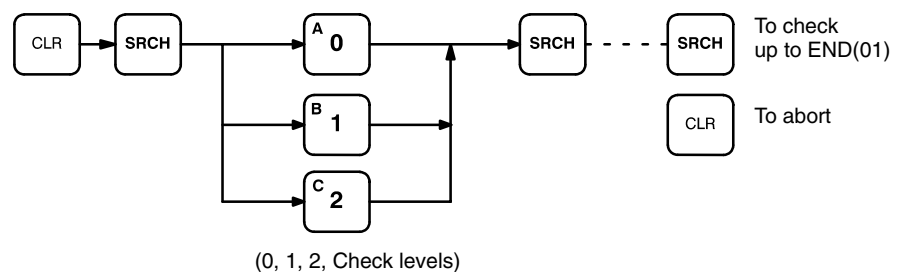 CLR
SRCH
A 0
SRCH
SRCH
To check
up to END(01)
B 1
CLR
To abort
C 2
(0, 1, 2, Check levels)